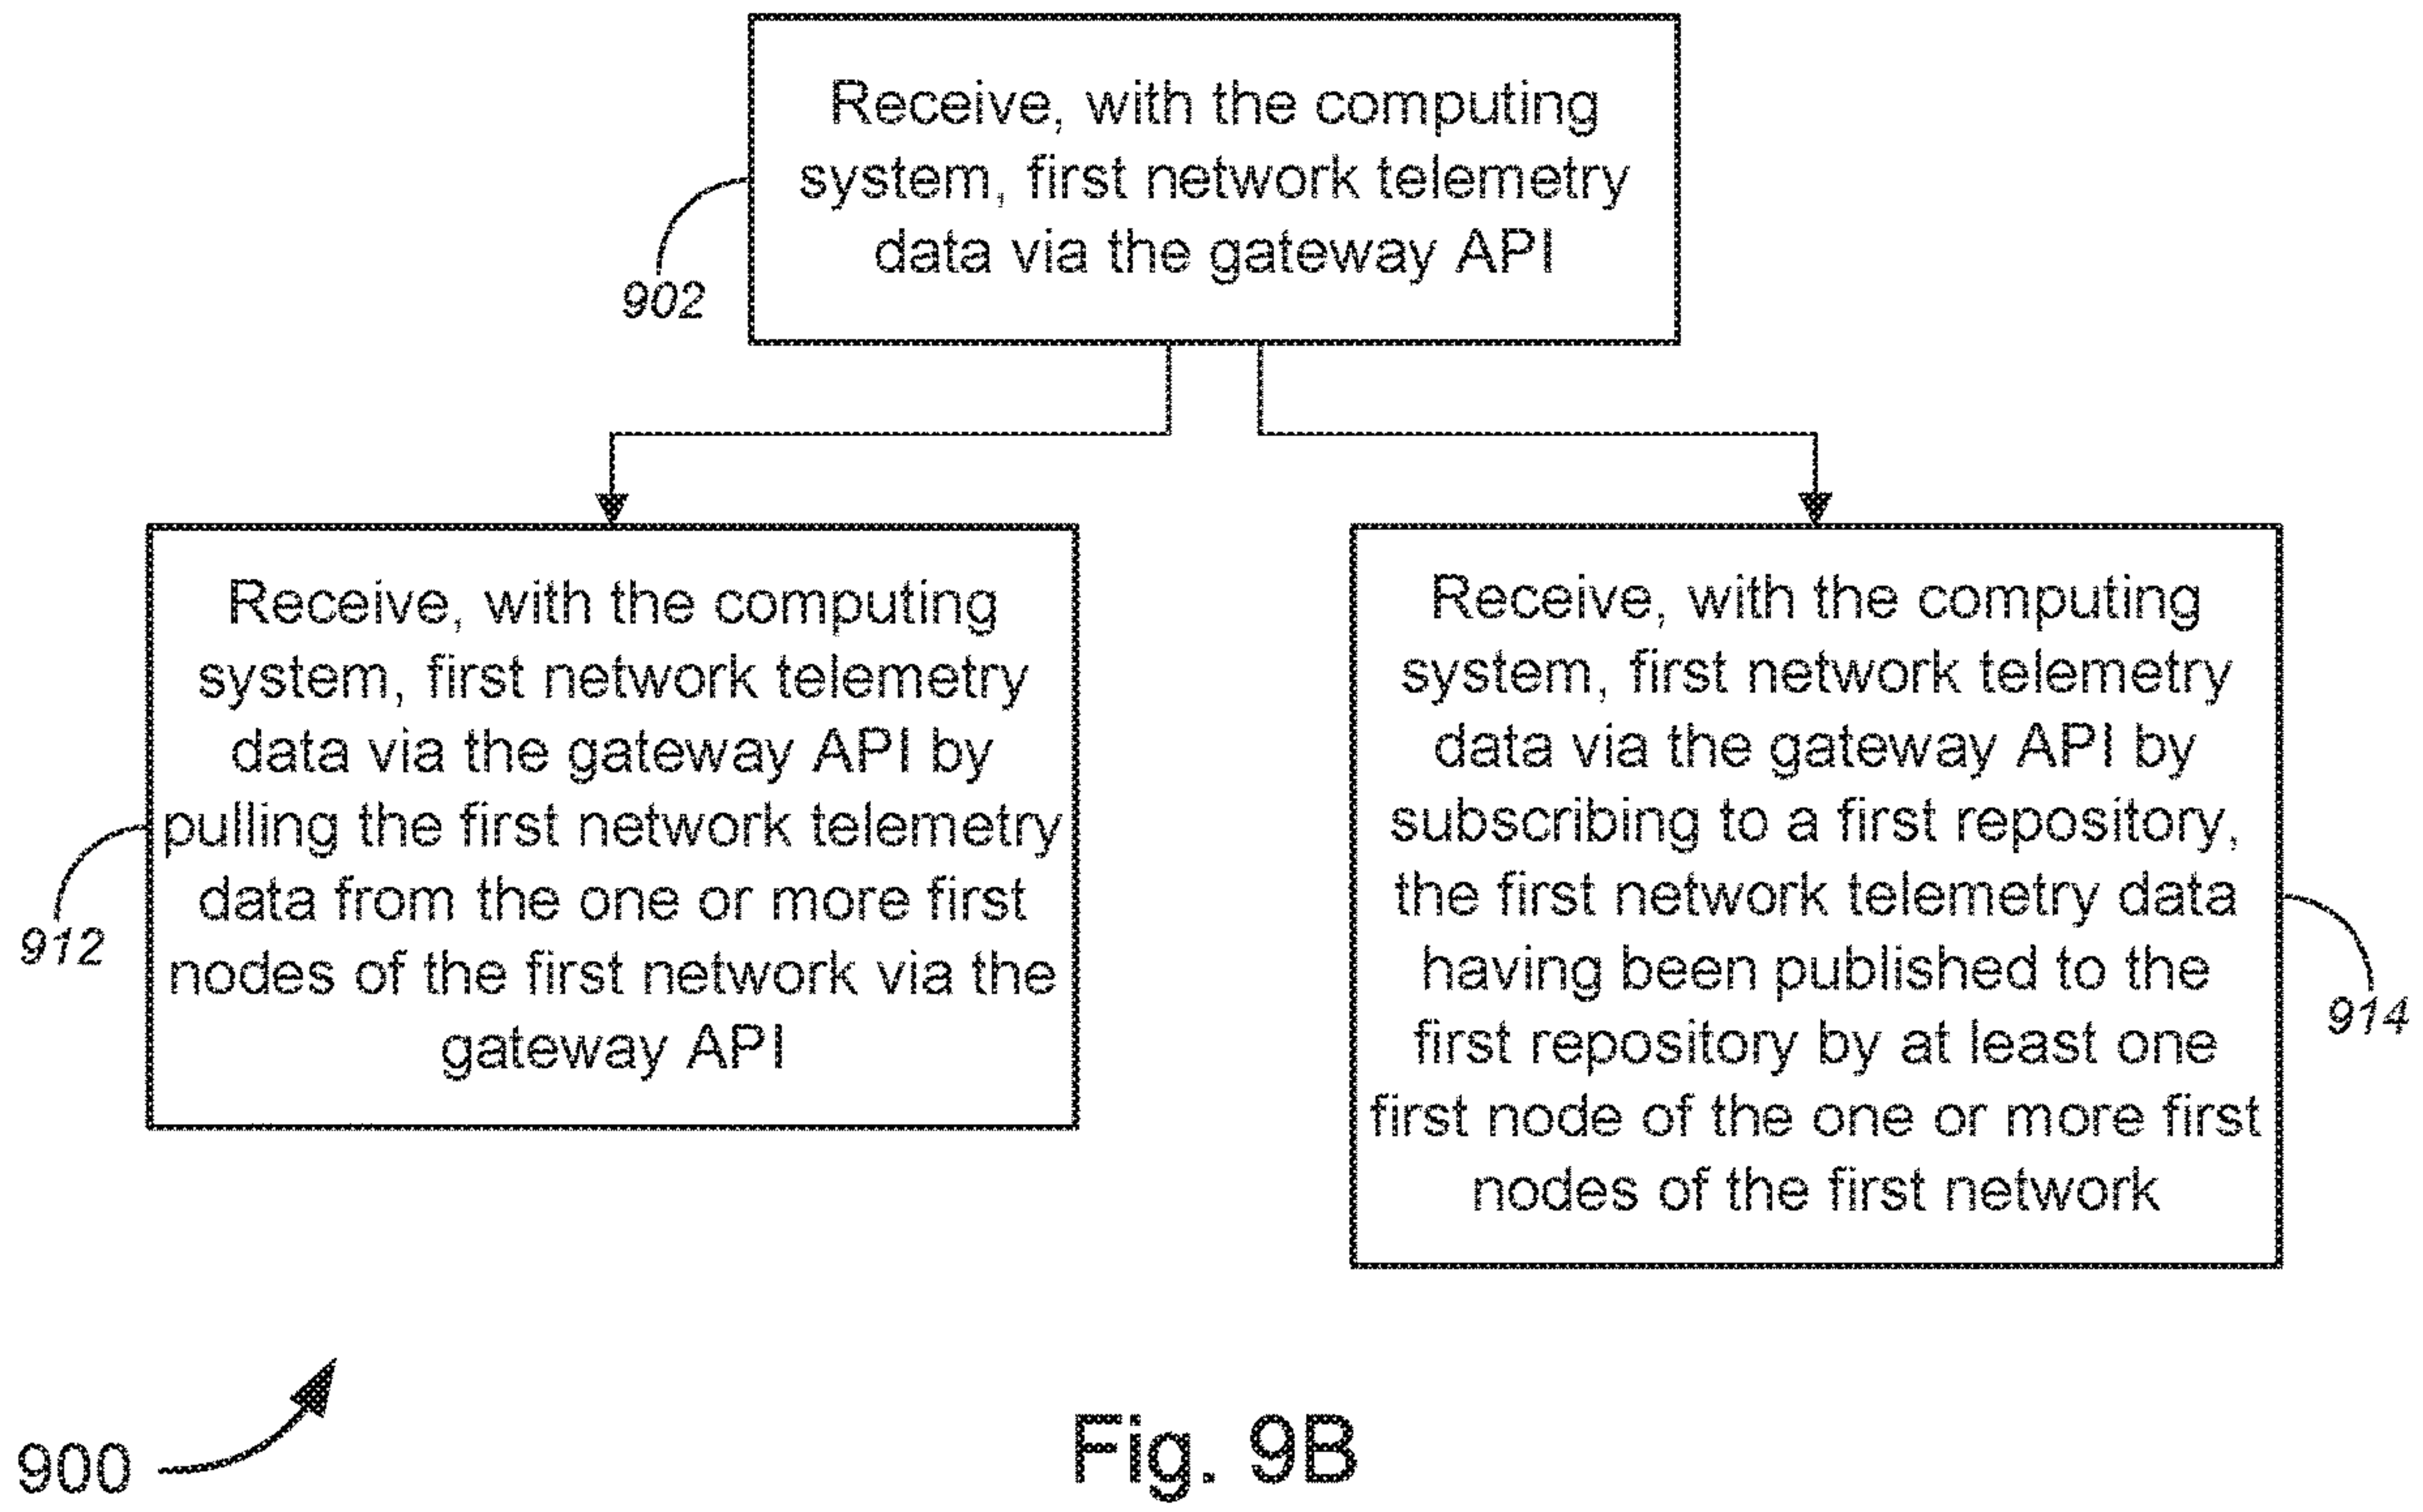 Receive, with the computing
system, first network telemetry
data via the gateway API
902
Receive, with the computing
system, first network telemetry
data via the gateway API by
pulling the first network telemetry
data from the one or more first
nodes of the first network via the
gateway API
912
Receive, with the computing
system, first network telemetry
data via the gateway API by
subscribing to a first repository,
the first network telemetry data
having been published to the
first repository by at least one
first node of the one or more first
nodes of the first network
914
900
Fig. 9B